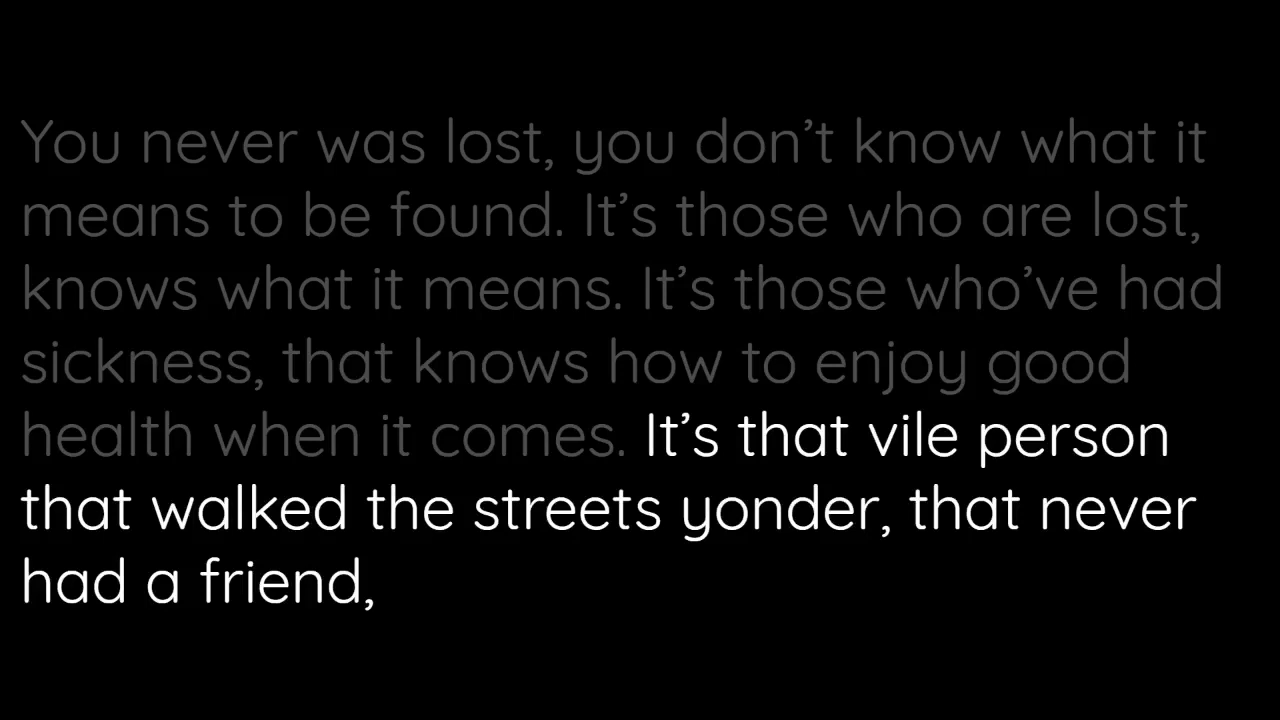 You never was lost, you don’t know what it
means to be found. It’s those who are lost,
knows what it means. It’s those who’ve had
sickness, that knows how to enjoy good
health when it comes. It’s that vile person
that walked the streets yonder, that never
had a friend,